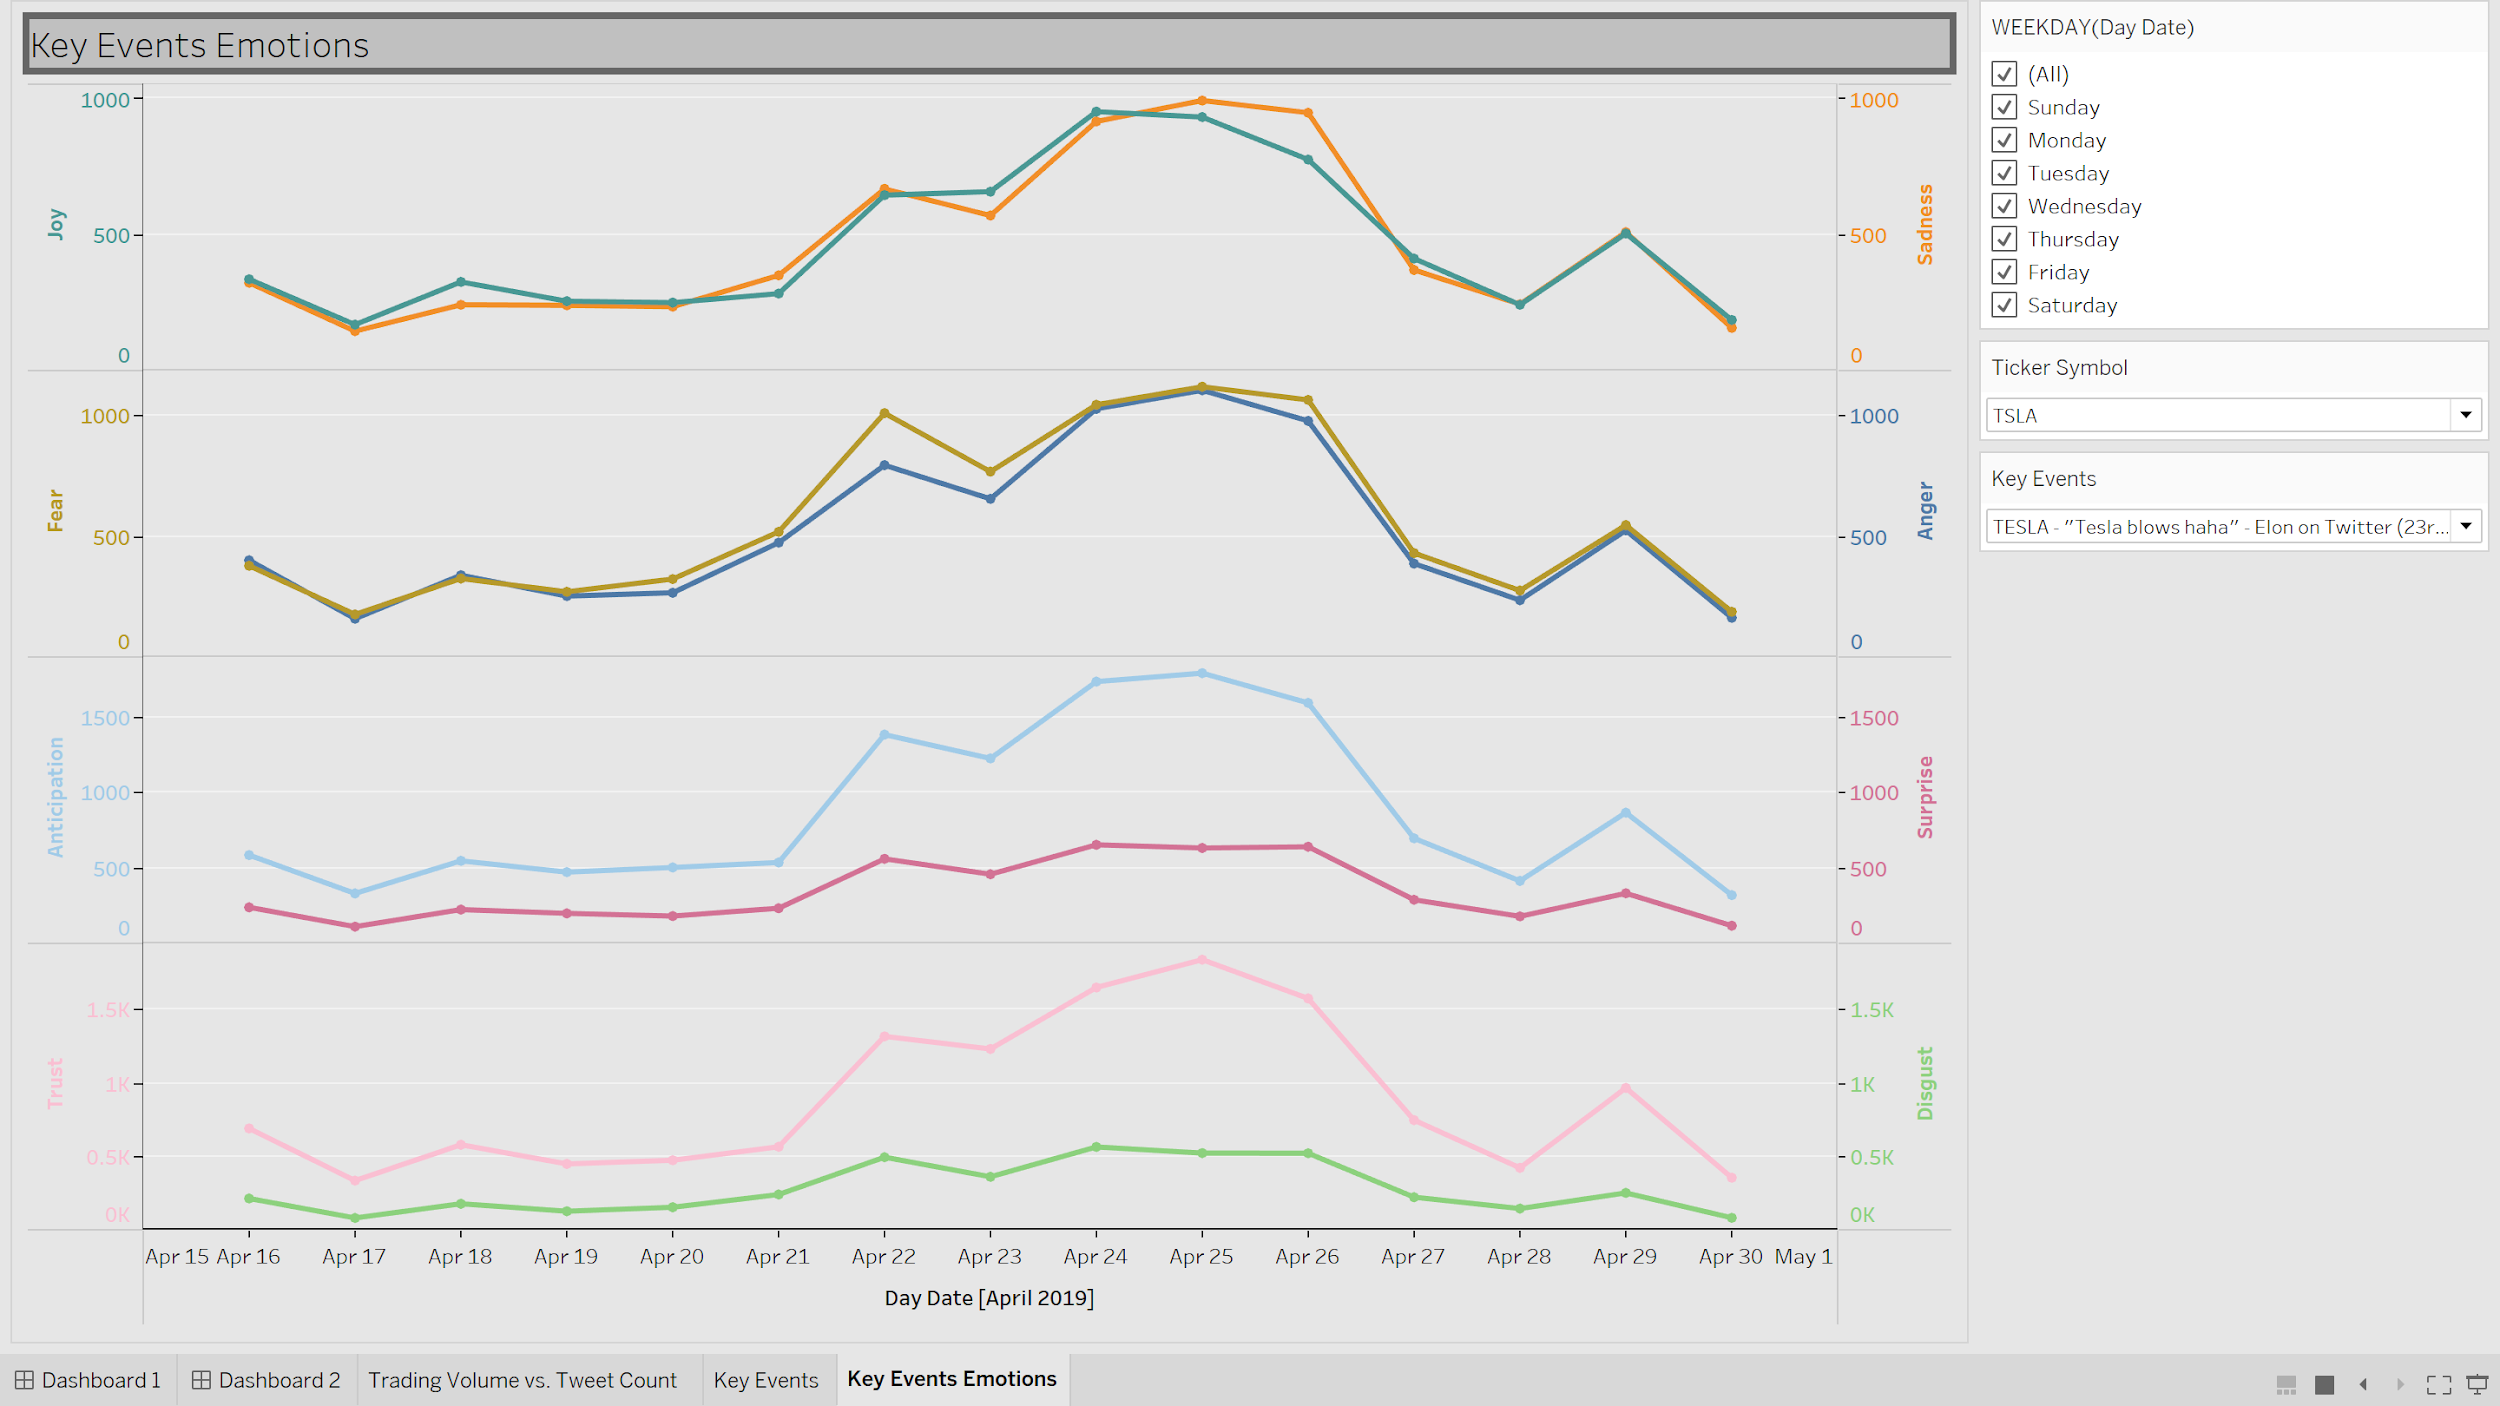 Key Events Emotions
1000
500
0
Joy
1000
500
0
Sadness
1000
500
0
Fear
1000
500
0
Anger
1500
1000
500
0
Anticipation
1500
1000
500
0
Surprise
1.5K
1K
0.5K
0K
Trust
1.5K
1K
0.5K
0K
Disgust
Apr 15 Apr 16 Apr 17 Apr 18 Apr 19 Apr 20 Apr 21 Apr 22 Apr 23 Apr 24 Apr 25 Apr 26 Apr 27 Apr 28 Apr 29 Apr 30 May 1
Day Date [April 2019]
WEEKDAY(Day Date)
(All)
Sunday
Monday
Tuesday
Wednesday
Thursday
Friday
Saturday
Ticker Symbol
TSLA
Key Events
TESLA - "Tesla blows haha" - Elon on Twitter (23r...
Dashboard 1 Dashboard 2 Trading Volume vs. Tweet Count Key Events Key Events Emotions